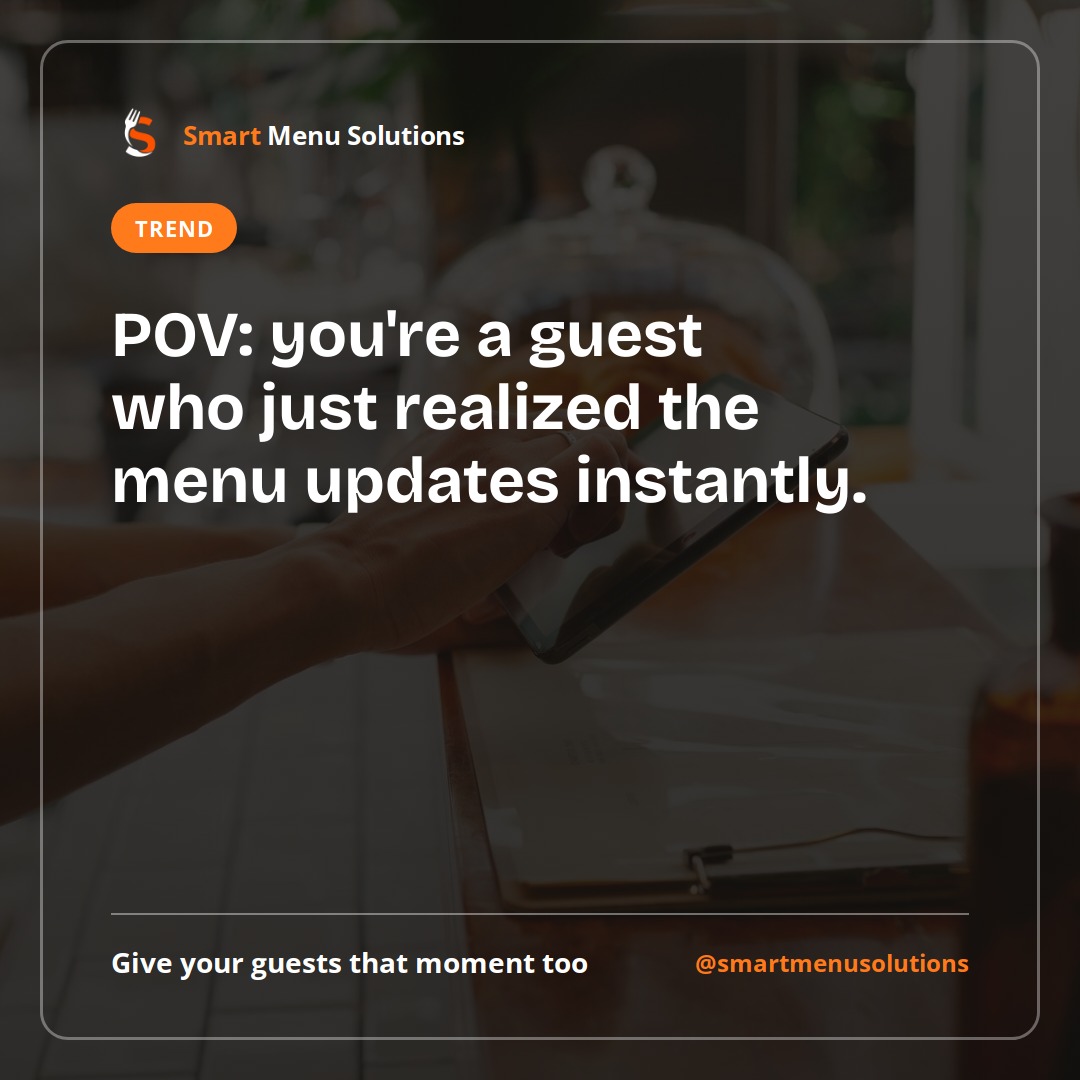 Smart Menu Solutions
TREND
POV: you're a guest
who just realized the
menu updates instantly.
Give your guests that moment too
@smartmenusolutions